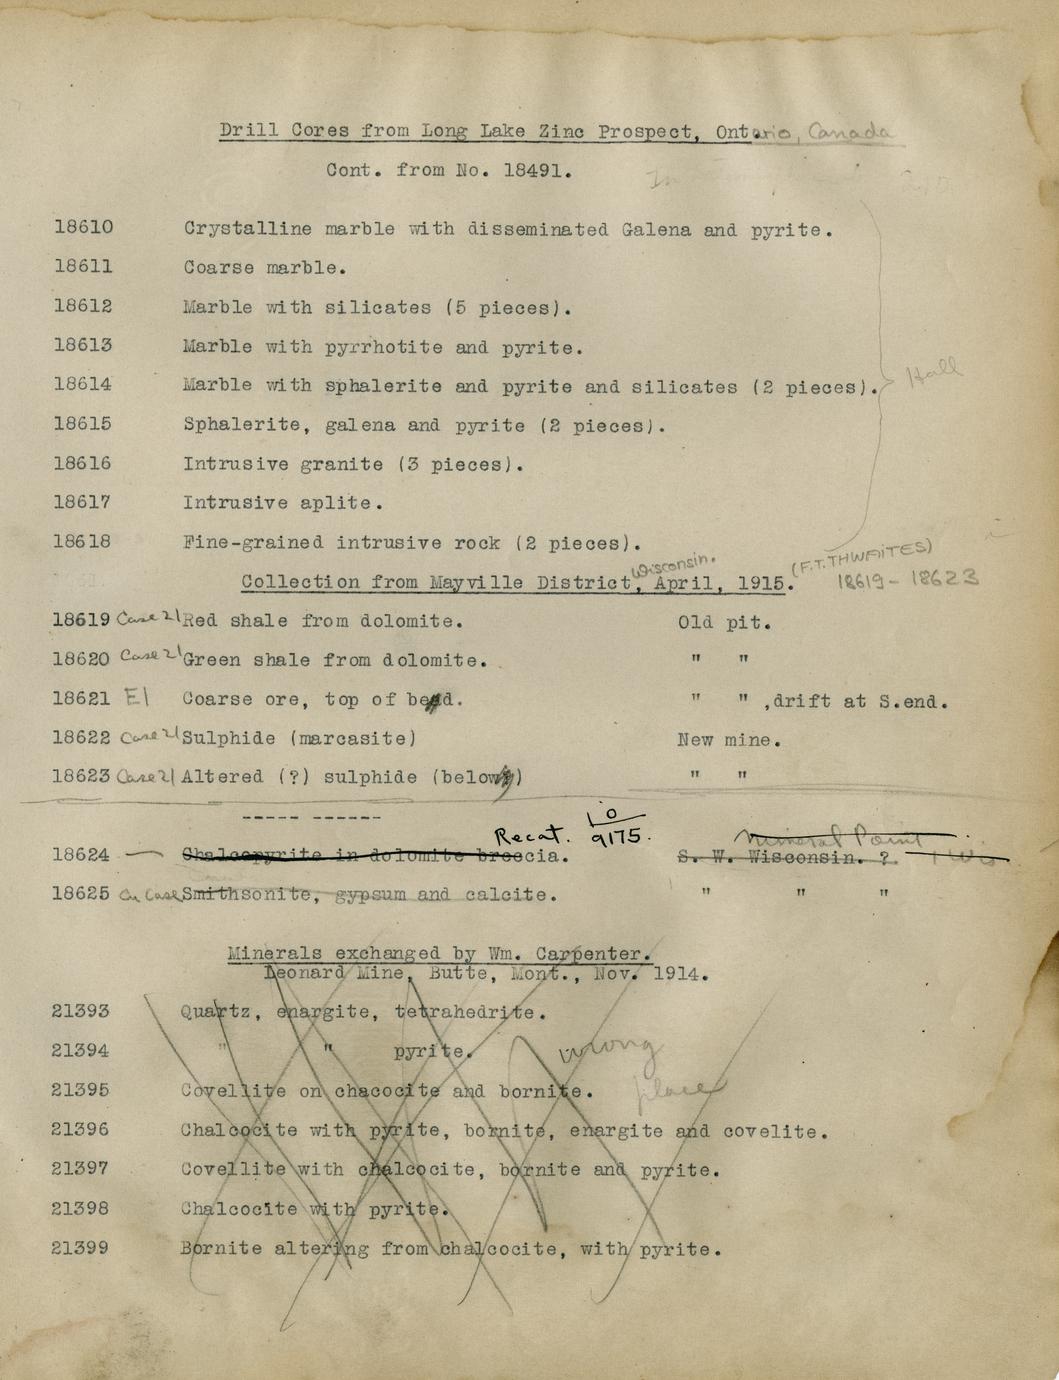 Drill Cores from Long Lake Zinc Prospect, Ontario, Canada
Cont. from No. 18491.
18610 Crystalline marble with disseminated Galena and pyrite.
18611 Coarse marble.
18612 Marble with silicates (5 pieces).
18613 Marble with pyrrhotite and pyrite.
18614 Marble with sphalerite and pyrite and silicates (2 pieces). Hall
18615 Sphalerite, galena and pyrite (2 pieces).
18616 Intrusive granite (3 pieces).
18617 Intrusive aplite.
18618 Fine-grained intrusive rock (2 pieces).
Wisconsin. (F.T. THWAITES)
Collection from Mayville District, April, 1915. 18619-18623
18619 Case 21 Red shale from dolomite. Old pit.
18620 Case 21 Green shale from dolomite. " "
18621 E1 Coarse ore, top of bed. " " ,drift at S.end.
18622 Case 21 Sulphide (marcasite) New mine.
18623 Case 21 Altered (?) sulphide (below) " "
----- ------
Recat. 10/9175. Mineral Point
18624 — Chalcopyrite in dolomite breccia. S. W. Wisconsin. ? Wis
18625 On Case Smithsonite, gypsum and calcite. " " "
Minerals exchanged by Wm. Carpenter.
Leonard Mine, Butte, Mont., Nov. 1914.
21393 Quartz, enargite, tetrahedrite.
21394 " " pyrite. wrong
21395 Covellite on chacocite and bornite. place
21396 Chalcocite with pyrite, bornite, enargite and covelite.
21397 Covellite with chalcocite, bornite and pyrite.
21398 Chalcocite with pyrite.
21399 Bornite altering from chalcocite, with pyrite.